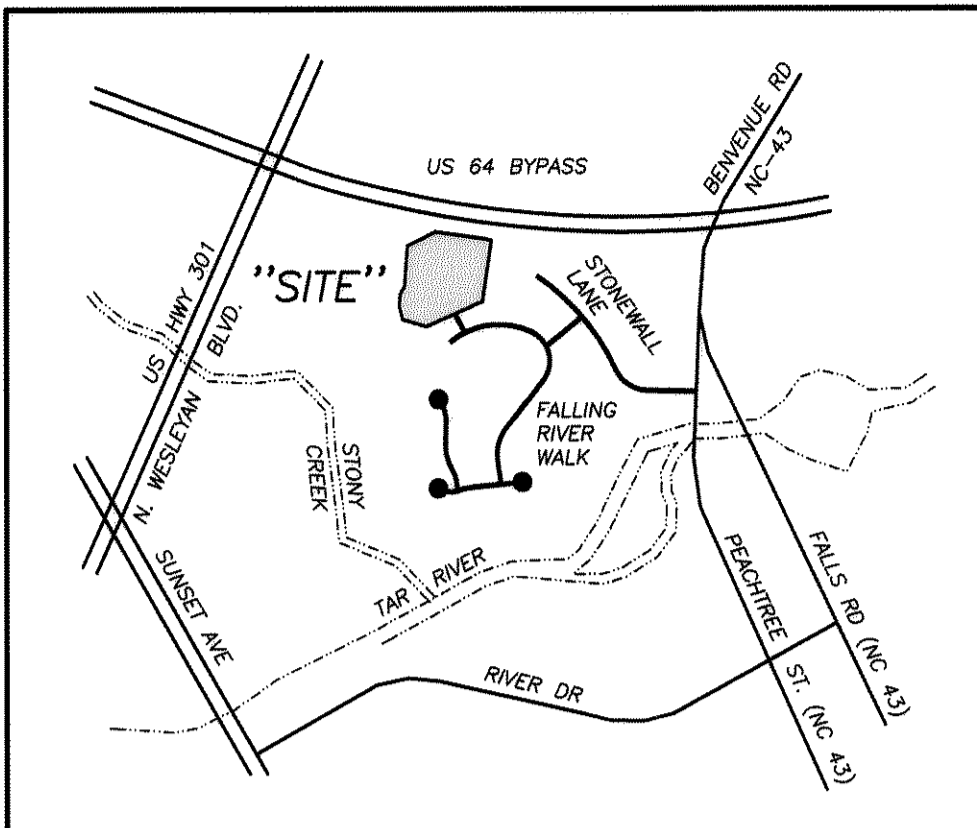 BENVENUE RD
NC-43
US 64 BYPASS
"SITE"
US HWY 301
N. WESLEYAN BLVD.
STONEWALL
LANE
FALLING
RIVER
WALK
STONY
CREEK
TAR RIVER
SUNSET AVE
RIVER DR
PEACHTREE ST. (NC 43)
FALLS RD (NC 43)